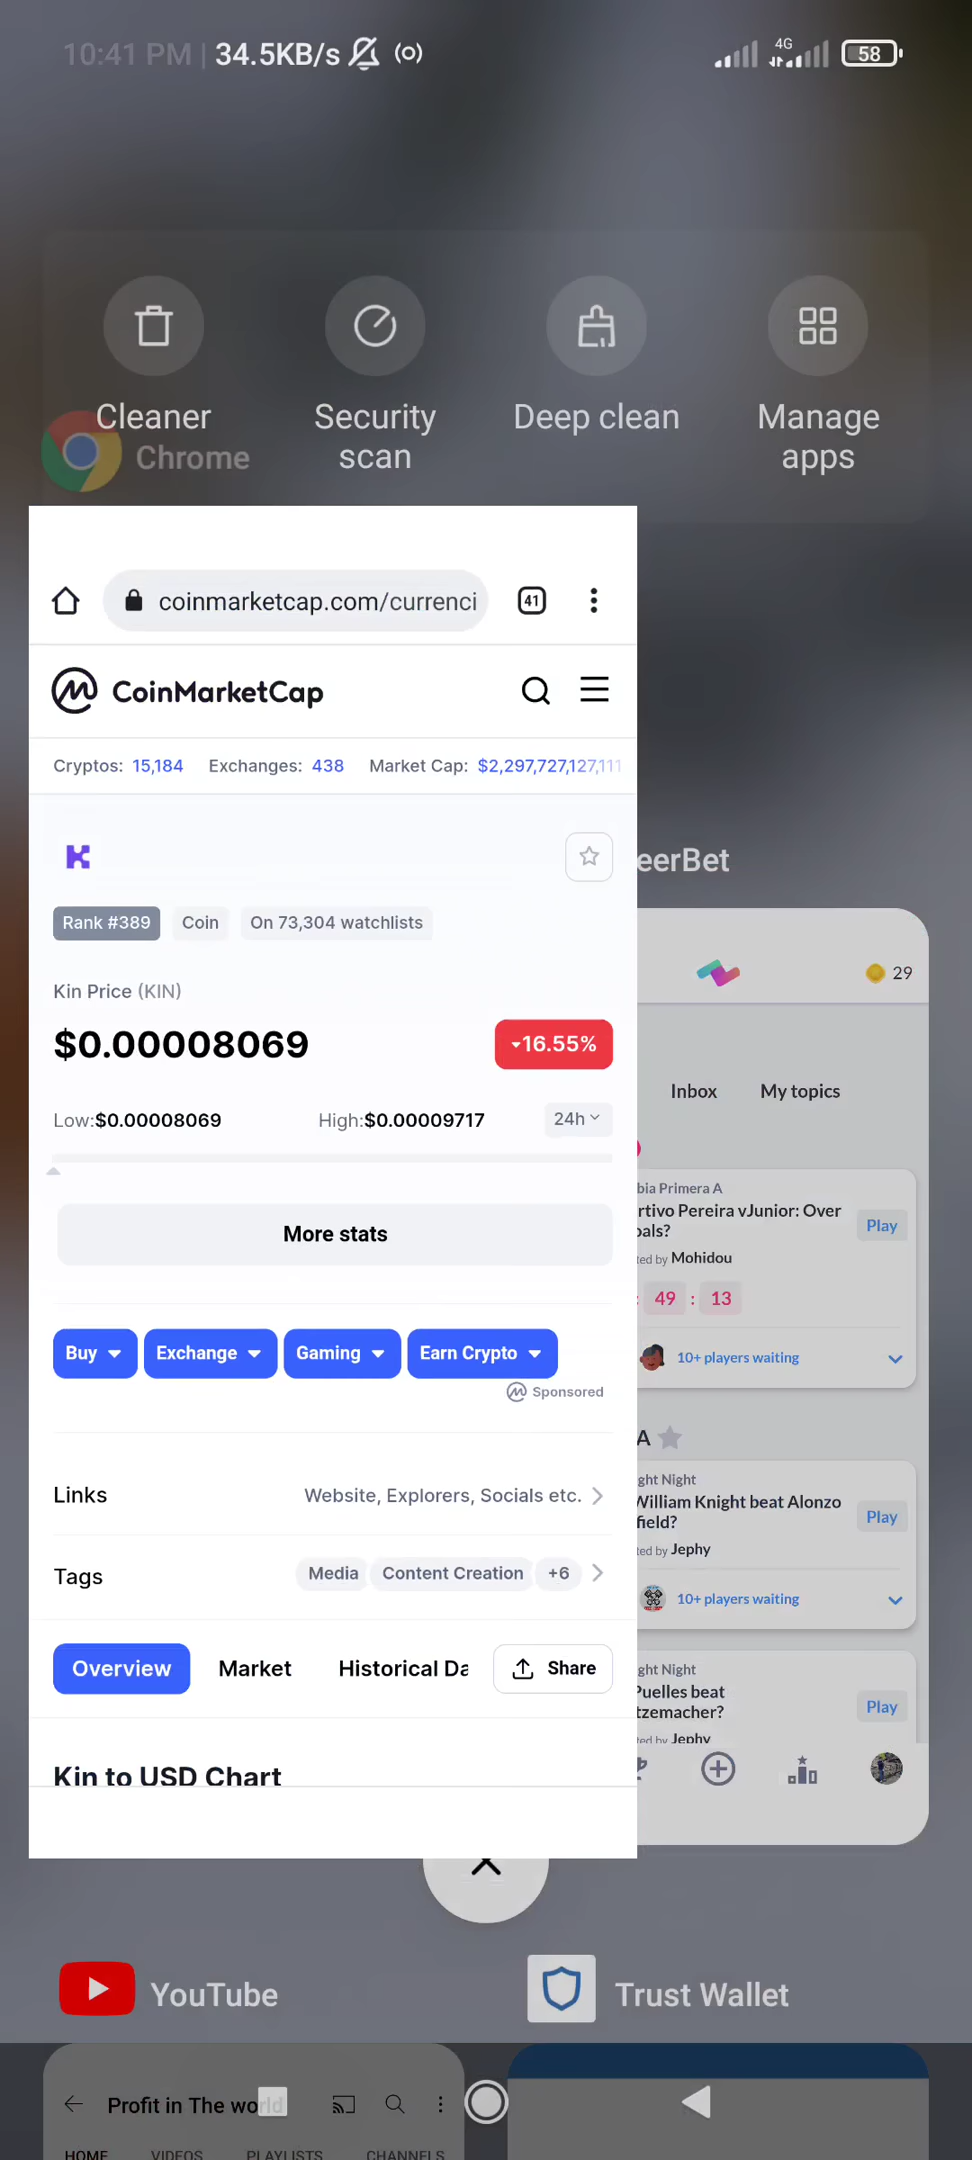 10:41 PM | 34.5KB/s
4G
58
Cleaner
Security scan
Deep clean
Manage apps
Chrome
coinmarketcap.com/currenci
41
CoinMarketCap
Cryptos: 15,184 Exchanges: 438 Market Cap: $2,297,727,127,111
Rank #389 Coin On 73,304 watchlists
Kin Price (KIN)
$0.00008069
-16.55%
Low:$0.00008069 High:$0.00009717 24h
More stats
Buy Exchange Gaming Earn Crypto
Sponsored
Links Website, Explorers, Socials etc.
Tags Media Content Creation +6
Overview Market Historical Da Share
Kin to USD Chart
eerBet
29
Inbox My topics
bia Primera A
rtivo Pereira vJunior: Over
oals?
Play
ted by Mohidou
: 49 : 13
10+ players waiting
A
ght Night
William Knight beat Alonzo
field?
Play
ted by Jephy
10+ players waiting
ght Night
Puelles beat
tzemacher?
Play
ted by Jephy
YouTube
Trust Wallet
Profit in The world
HOME VIDEOS PLAYLISTS CHANNELS